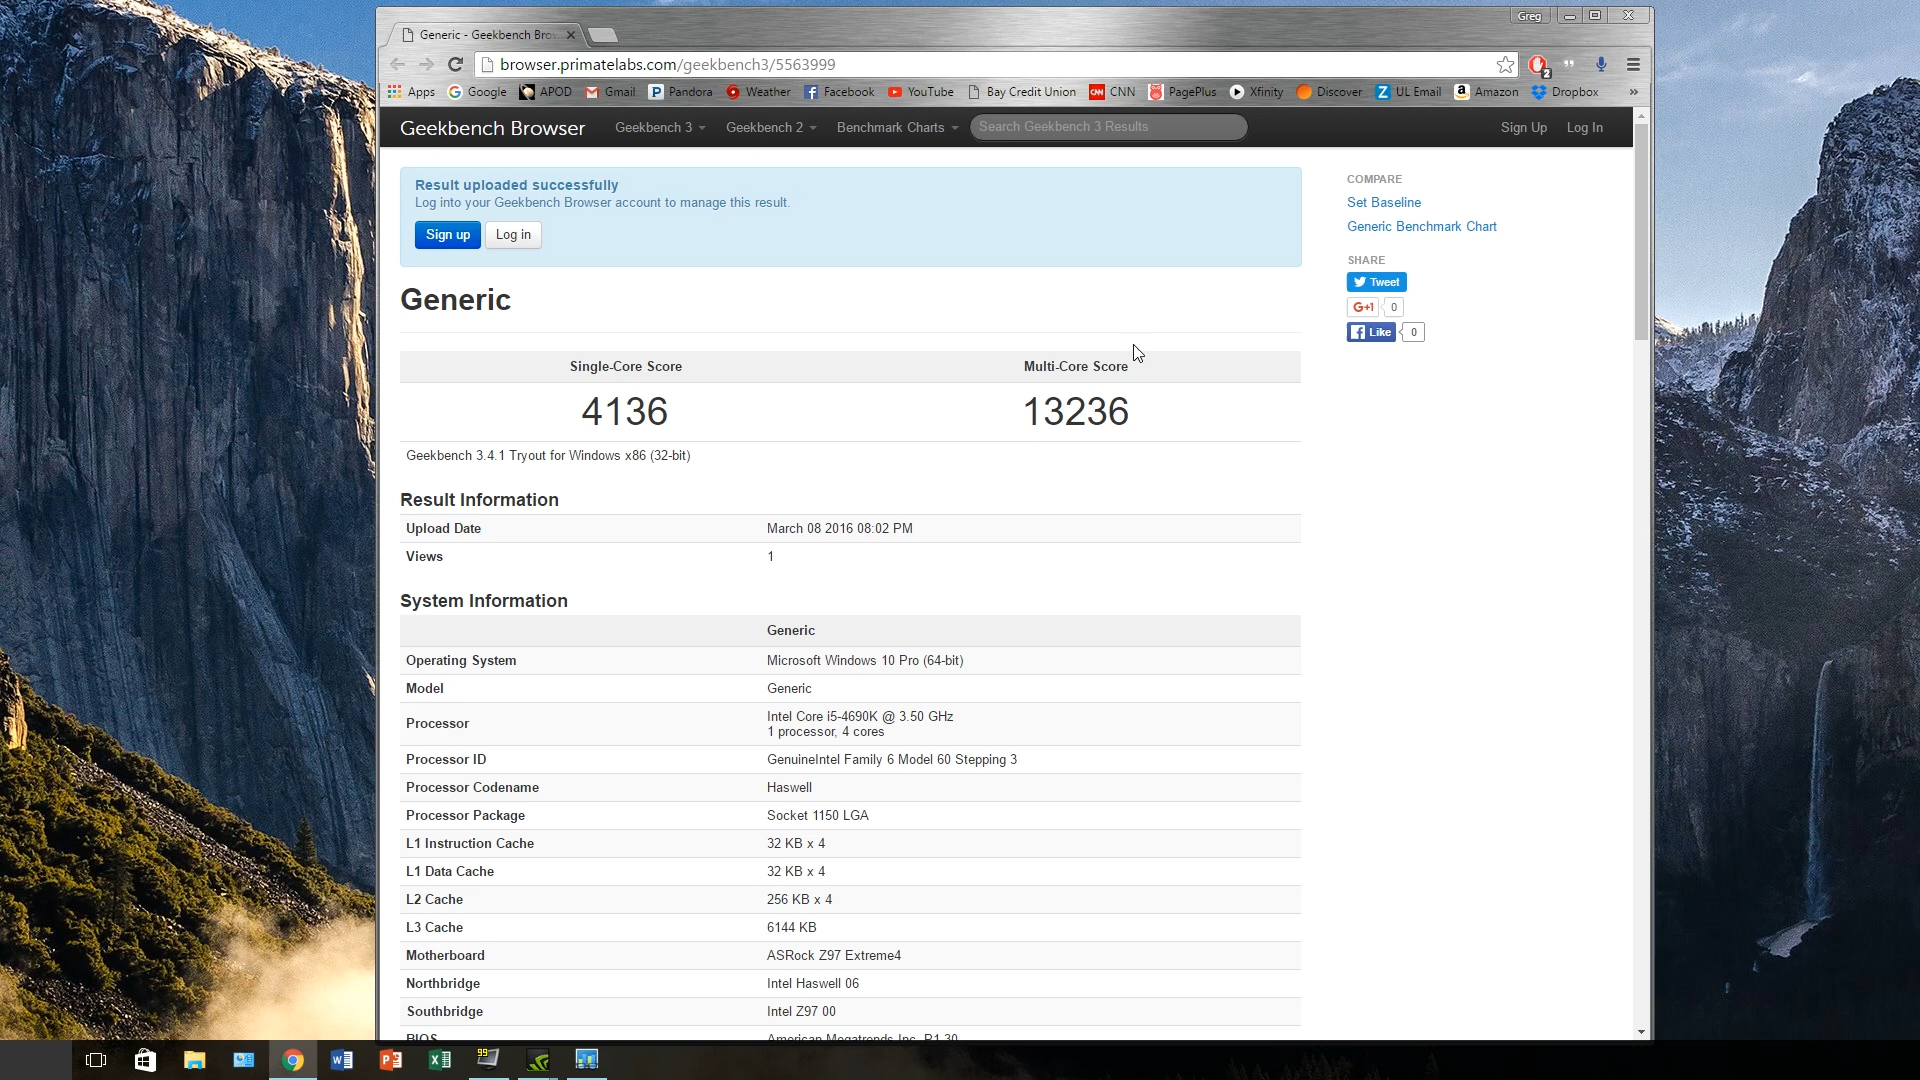 Greg
Generic - Geekbench Bro
browser.primatelabs.com/geekbench3/5563999
2
Apps Google APOD Gmail Pandora Weather Facebook YouTube Bay Credit Union CNN PagePlus Xfinity Discover UL Email Amazon Dropbox »
Geekbench Browser Geekbench 3 Geekbench 2 Benchmark Charts Search Geekbench 3 Results Sign Up Log In
Result uploaded successfully
Log into your Geekbench Browser account to manage this result.
Sign up Log in
COMPARE
Set Baseline
Generic Benchmark Chart
SHARE
Tweet
G+1 0
Like 0
Generic
Single-Core Score Multi-Core Score
4136 13236
Geekbench 3.4.1 Tryout for Windows x86 (32-bit)
Result Information
Upload Date March 08 2016 08:02 PM
Views 1
System Information
Generic
Operating System Microsoft Windows 10 Pro (64-bit)
Model Generic
Processor Intel Core i5-4690K @ 3.50 GHz
1 processor, 4 cores
Processor ID GenuineIntel Family 6 Model 60 Stepping 3
Processor Codename Haswell
Processor Package Socket 1150 LGA
L1 Instruction Cache 32 KB x 4
L1 Data Cache 32 KB x 4
L2 Cache 256 KB x 4
L3 Cache 6144 KB
Motherboard ASRock Z97 Extreme4
Northbridge Intel Haswell 06
Southbridge Intel Z97 00
BIOS American Megatrends Inc. P1.30
99